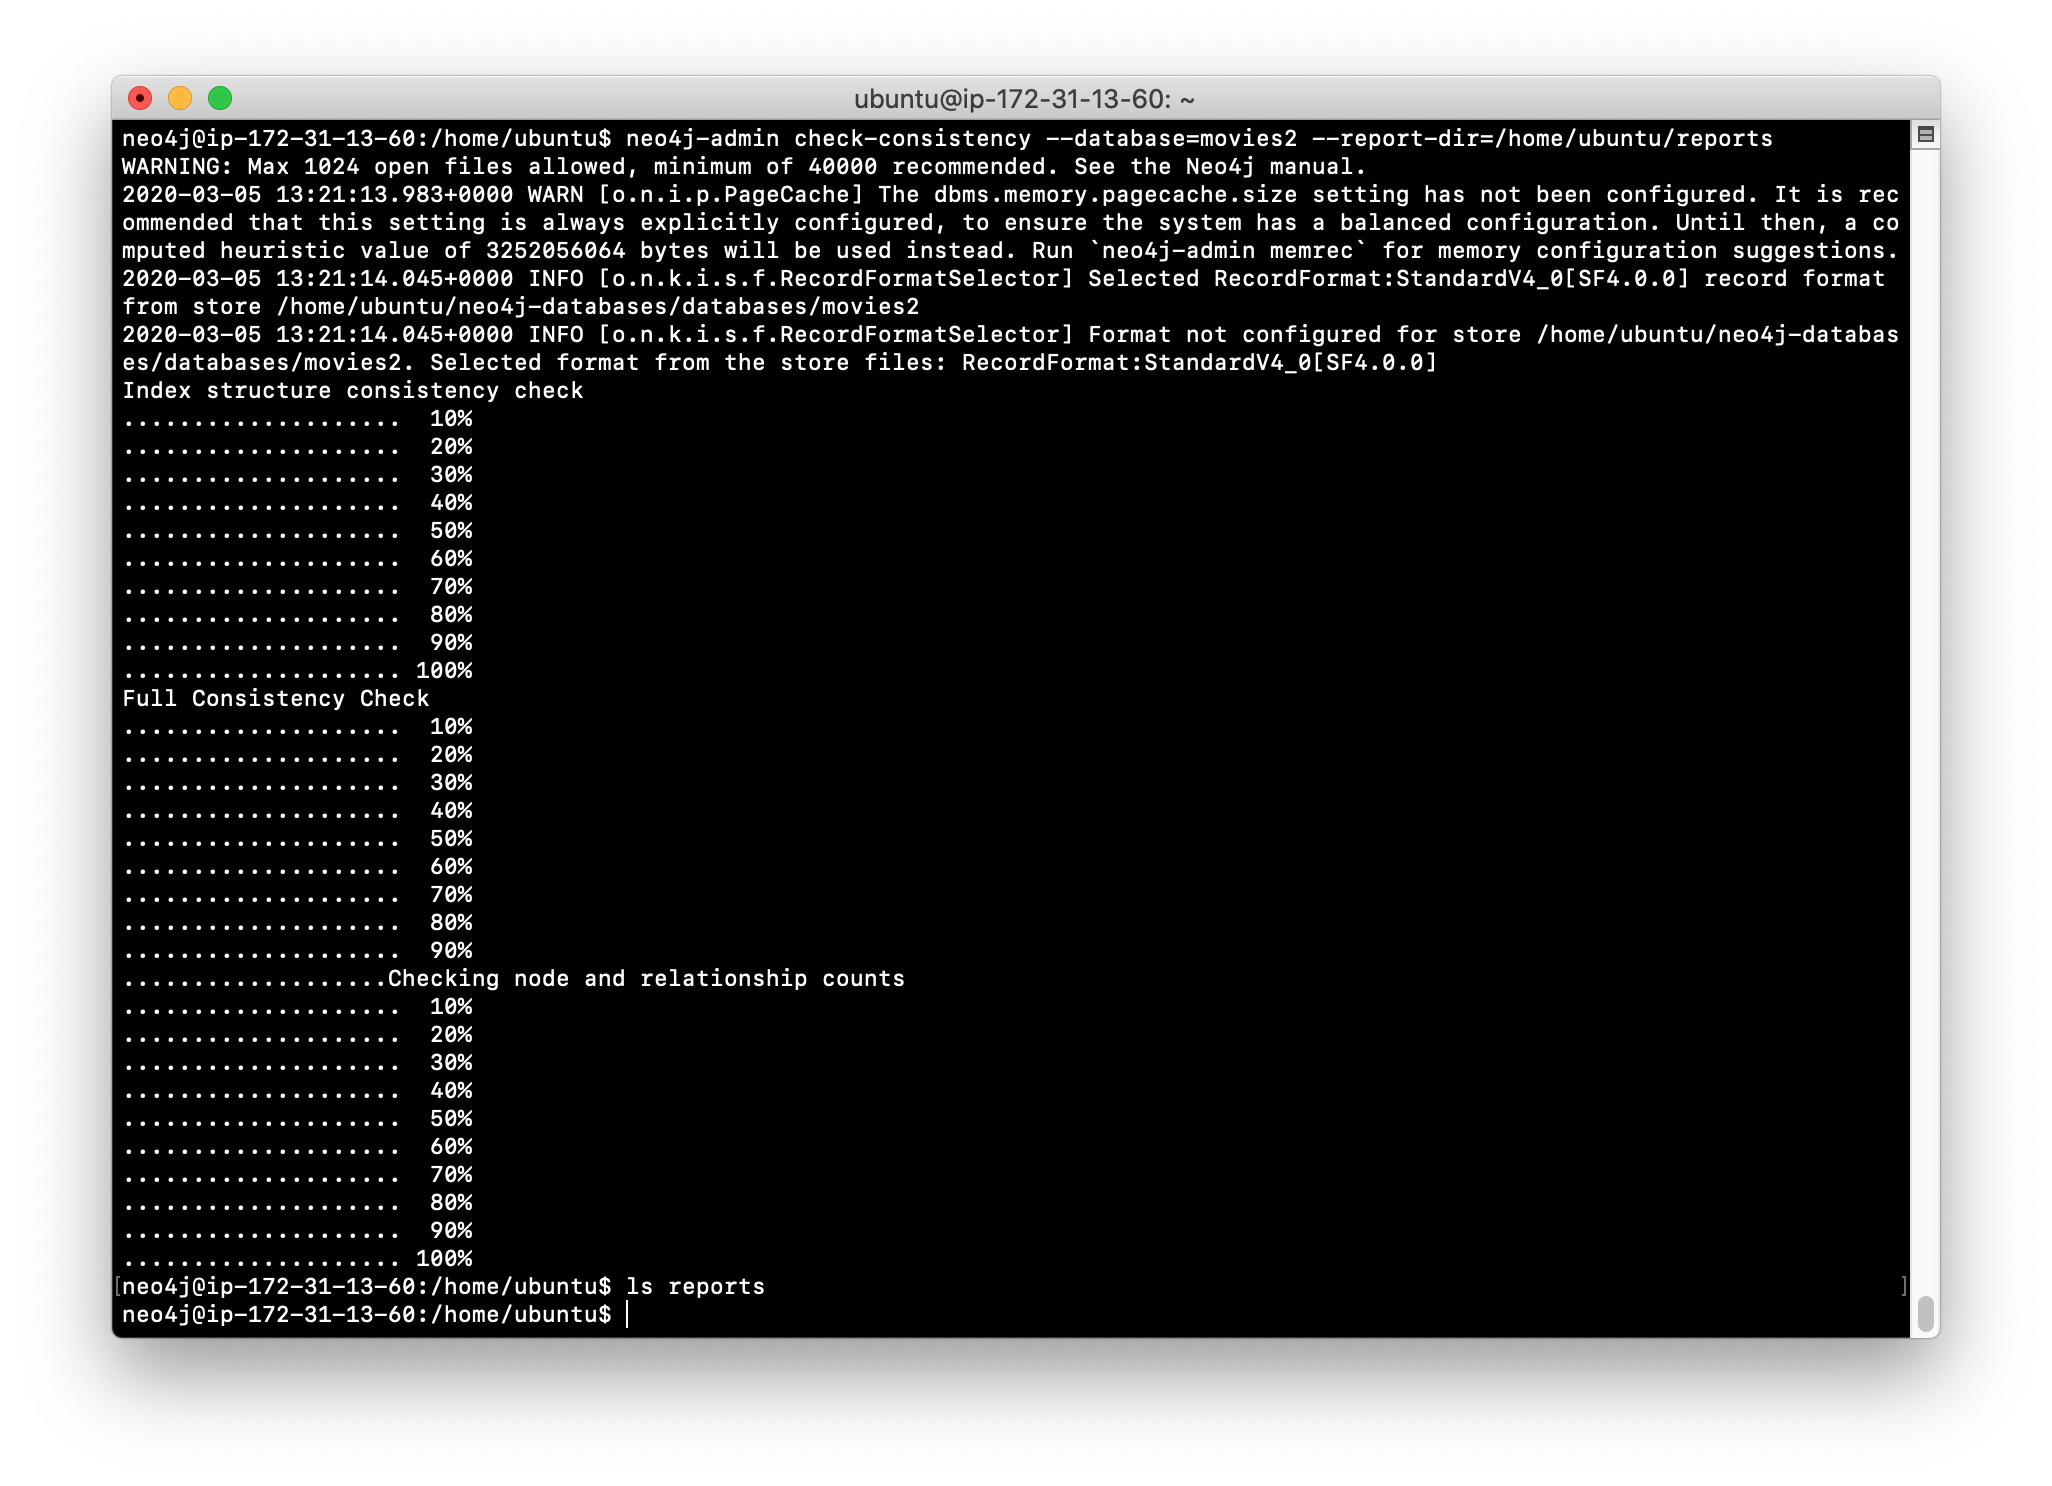 ubuntu@ip-172-31-13-60: ~
neo4j@ip-172-31-13-60:/home/ubuntu$ neo4j-admin check-consistency --database=movies2 --report-dir=/home/ubuntu/reports
WARNING: Max 1024 open files allowed, minimum of 40000 recommended. See the Neo4j manual.
2020-03-05 13:21:13.983+0000 WARN [o.n.i.p.PageCache] The dbms.memory.pagecache.size setting has not been configured. It is rec
ommended that this setting is always explicitly configured, to ensure the system has a balanced configuration. Until then, a co
mputed heuristic value of 3252056064 bytes will be used instead. Run `neo4j-admin memrec` for memory configuration suggestions.
2020-03-05 13:21:14.045+0000 INFO [o.n.k.i.s.f.RecordFormatSelector] Selected RecordFormat:StandardV4_0[SF4.0.0] record format
from store /home/ubuntu/neo4j-databases/databases/movies2
2020-03-05 13:21:14.045+0000 INFO [o.n.k.i.s.f.RecordFormatSelector] Format not configured for store /home/ubuntu/neo4j-databas
es/databases/movies2. Selected format from the store files: RecordFormat:StandardV4_0[SF4.0.0]
Index structure consistency check
....................  10%
....................  20%
....................  30%
....................  40%
....................  50%
....................  60%
....................  70%
....................  80%
....................  90%
.................... 100%
Full Consistency Check
....................  10%
....................  20%
....................  30%
....................  40%
....................  50%
....................  60%
....................  70%
....................  80%
....................  90%
...................Checking node and relationship counts
....................  10%
....................  20%
....................  30%
....................  40%
....................  50%
....................  60%
....................  70%
....................  80%
....................  90%
.................... 100%
[neo4j@ip-172-31-13-60:/home/ubuntu$ ls reports ]
neo4j@ip-172-31-13-60:/home/ubuntu$